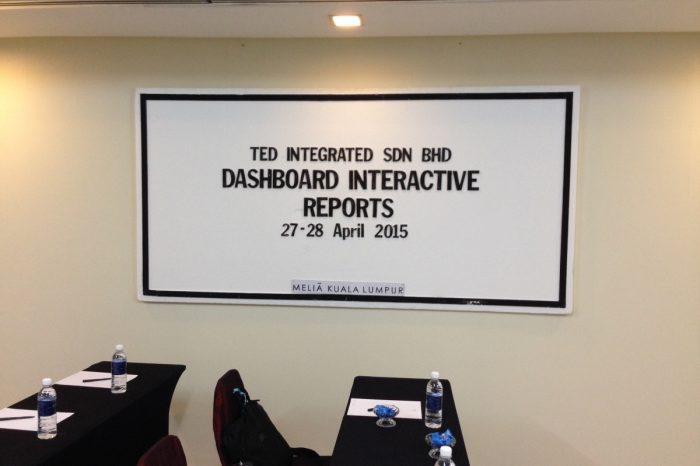 TED INTEGRATED SDN BHD
DASHBOARD INTERACTIVE
REPORTS
27-28 April 2015
MELIÃ KUALA LUMPUR